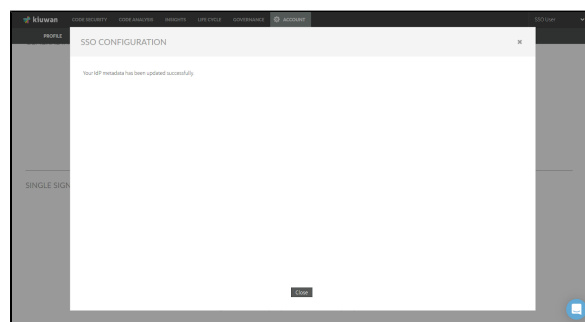 kiuwan CODE SECURITY CODE ANALYSIS INSIGHTS LIFE CYCLE GOVERNANCE ACCOUNT SSO User
PROFILE
SSO CONFIGURATION
Your IdP metadata has been updated successfully.
SINGLE SIGN
Close